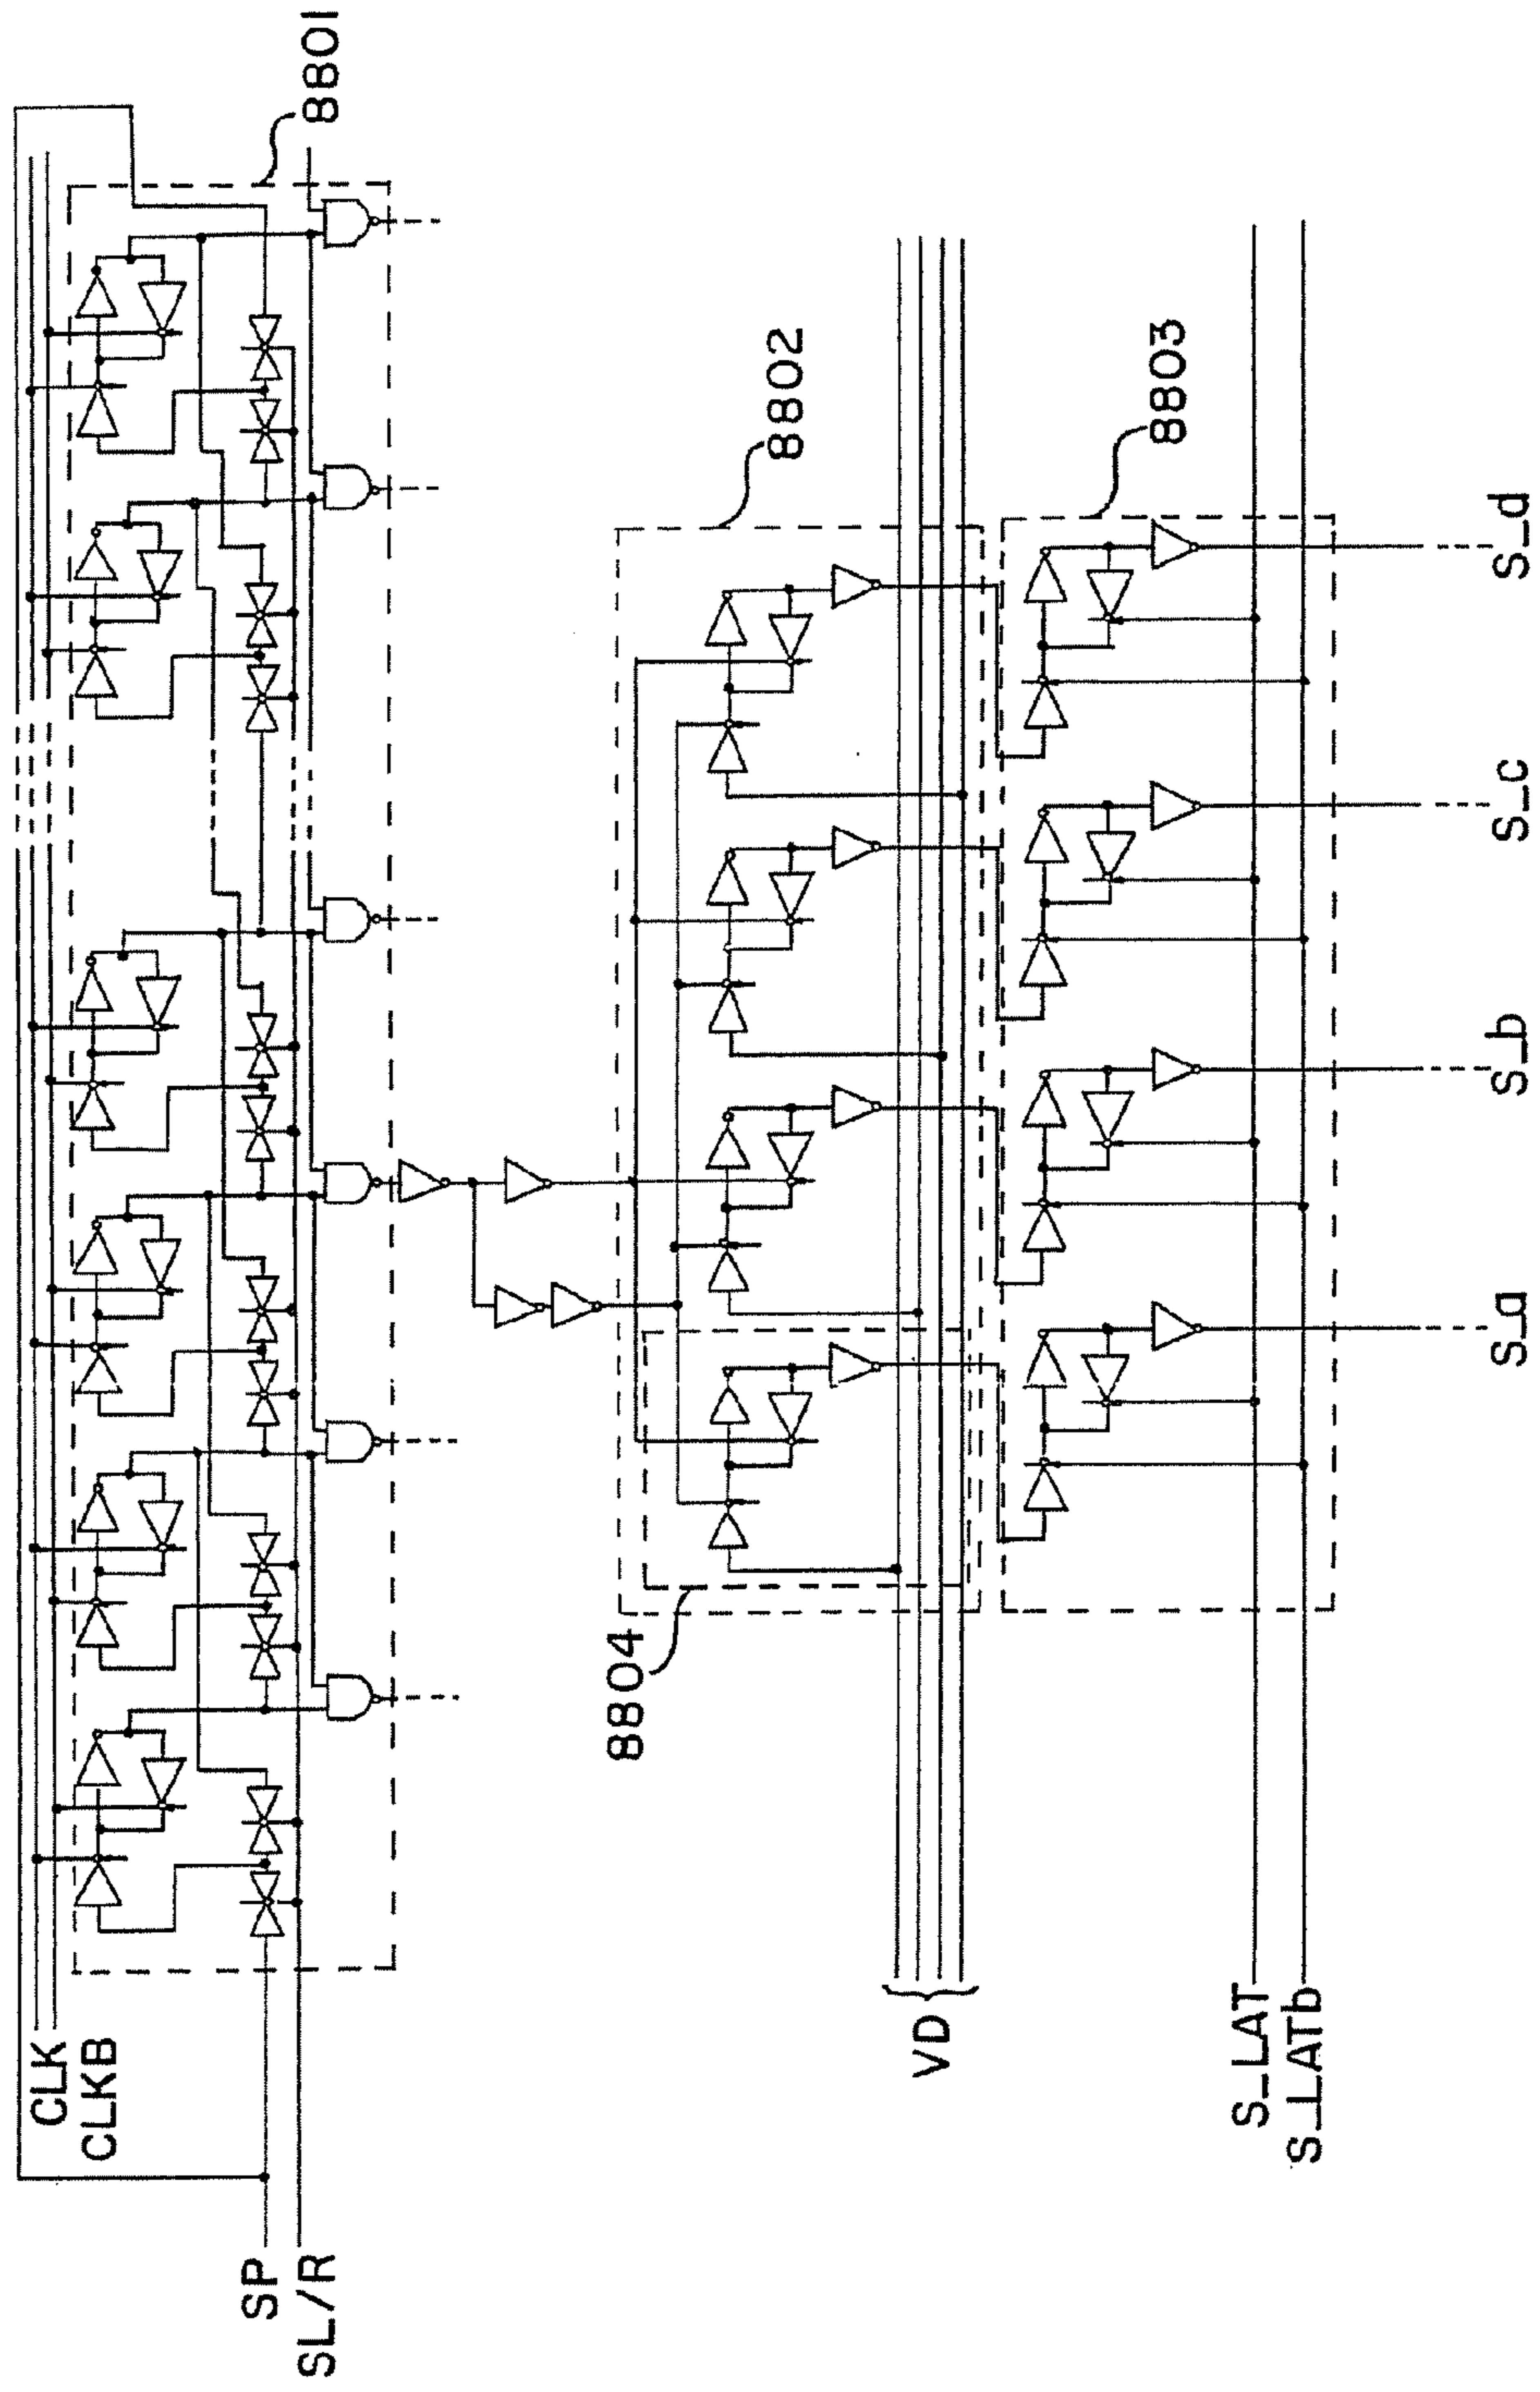 CLK
CLKB
SP
SL/R
8801
8802
8804
VD
8803
S_LAT
S_LATb
S_a
S_b
S_c
S_d